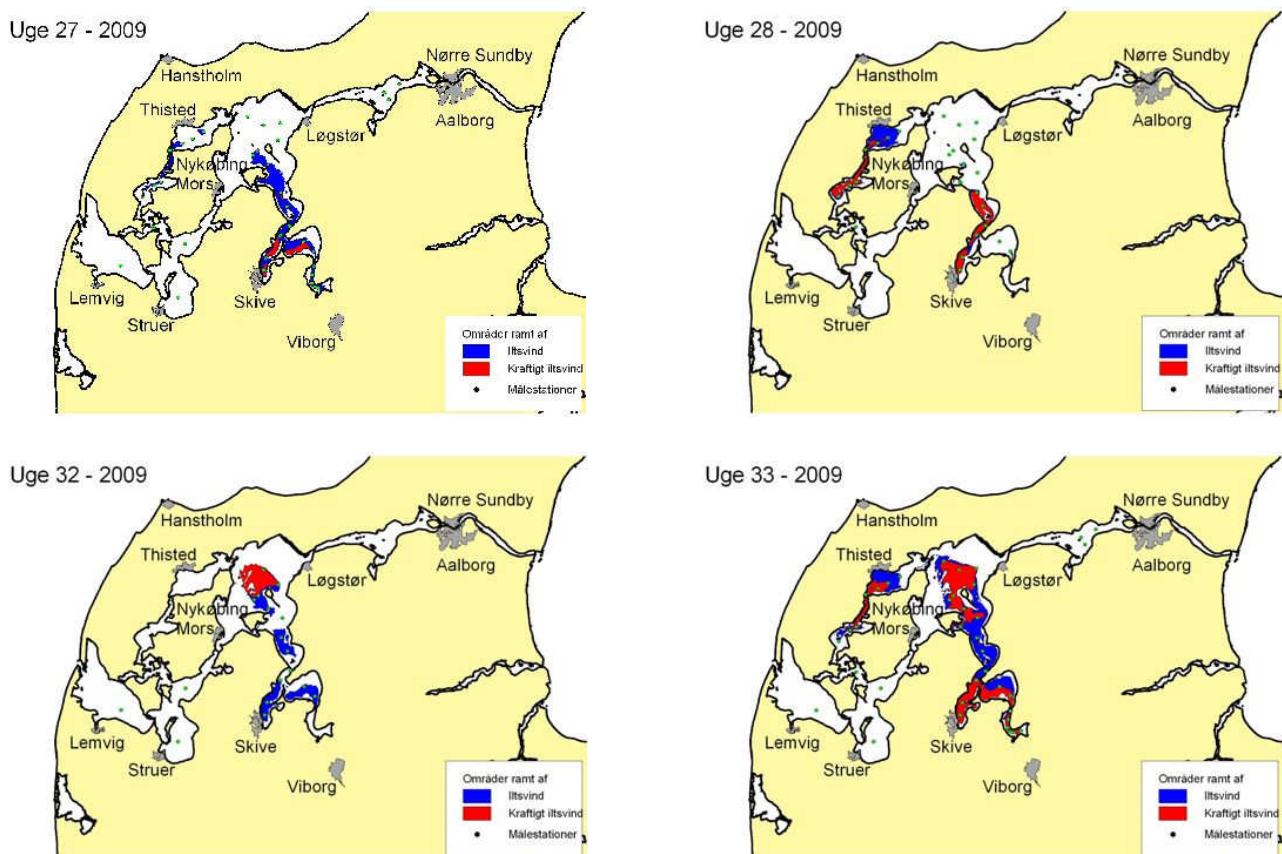 Uge 27 - 2009
Hanstholm
Nørre Sundby
Thisted
Løgstør
Aalborg
Nykøbing
Mors
Lemvig
Skive
Struer
Viborg
Områder ramt af
Iltsvind
Kraftigt iltsvind
Målestationer
Uge 28 - 2009
Hanstholm
Nørre Sundby
Thisted
Løgstør
Aalborg
Nykøbing
Mors
Lemvig
Skive
Struer
Viborg
Områder ramt af
Iltsvind
Kraftigt iltsvind
Målestationer
Uge 32 - 2009
Hanstholm
Nørre Sundby
Thisted
Løgstør
Aalborg
Nykøbing
Mors
Lemvig
Skive
Struer
Viborg
Områder ramt af
Iltsvind
Kraftigt iltsvind
Målestationer
Uge 33 - 2009
Hanstholm
Nørre Sundby
Thisted
Løgstør
Aalborg
Nykøbing
Mors
Lemvig
Skive
Struer
Viborg
Områder ramt af
Iltsvind
Kraftigt iltsvind
Målestationer